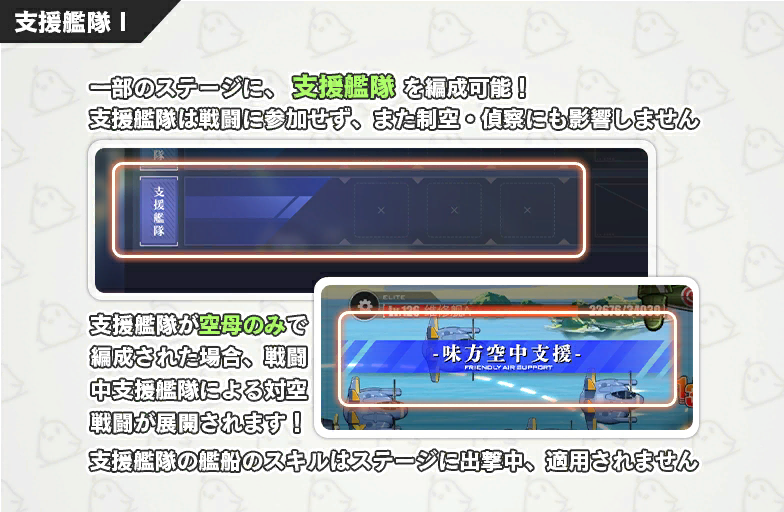 支援艦隊Ⅰ
一部のステージに、支援艦隊を編成可能！
支援艦隊は戦闘に参加せず、また制空・偵察にも影響しません
隊
支援艦隊
支援艦隊が空母のみで
編成された場合、戦闘
中支援艦隊による対空
戦闘が展開されます！
ELITE
Lv.126
-味方空中支援-
FRIENDLY AIR SUPPORT
支援艦隊の艦船のスキルはステージに出撃中、適用されません